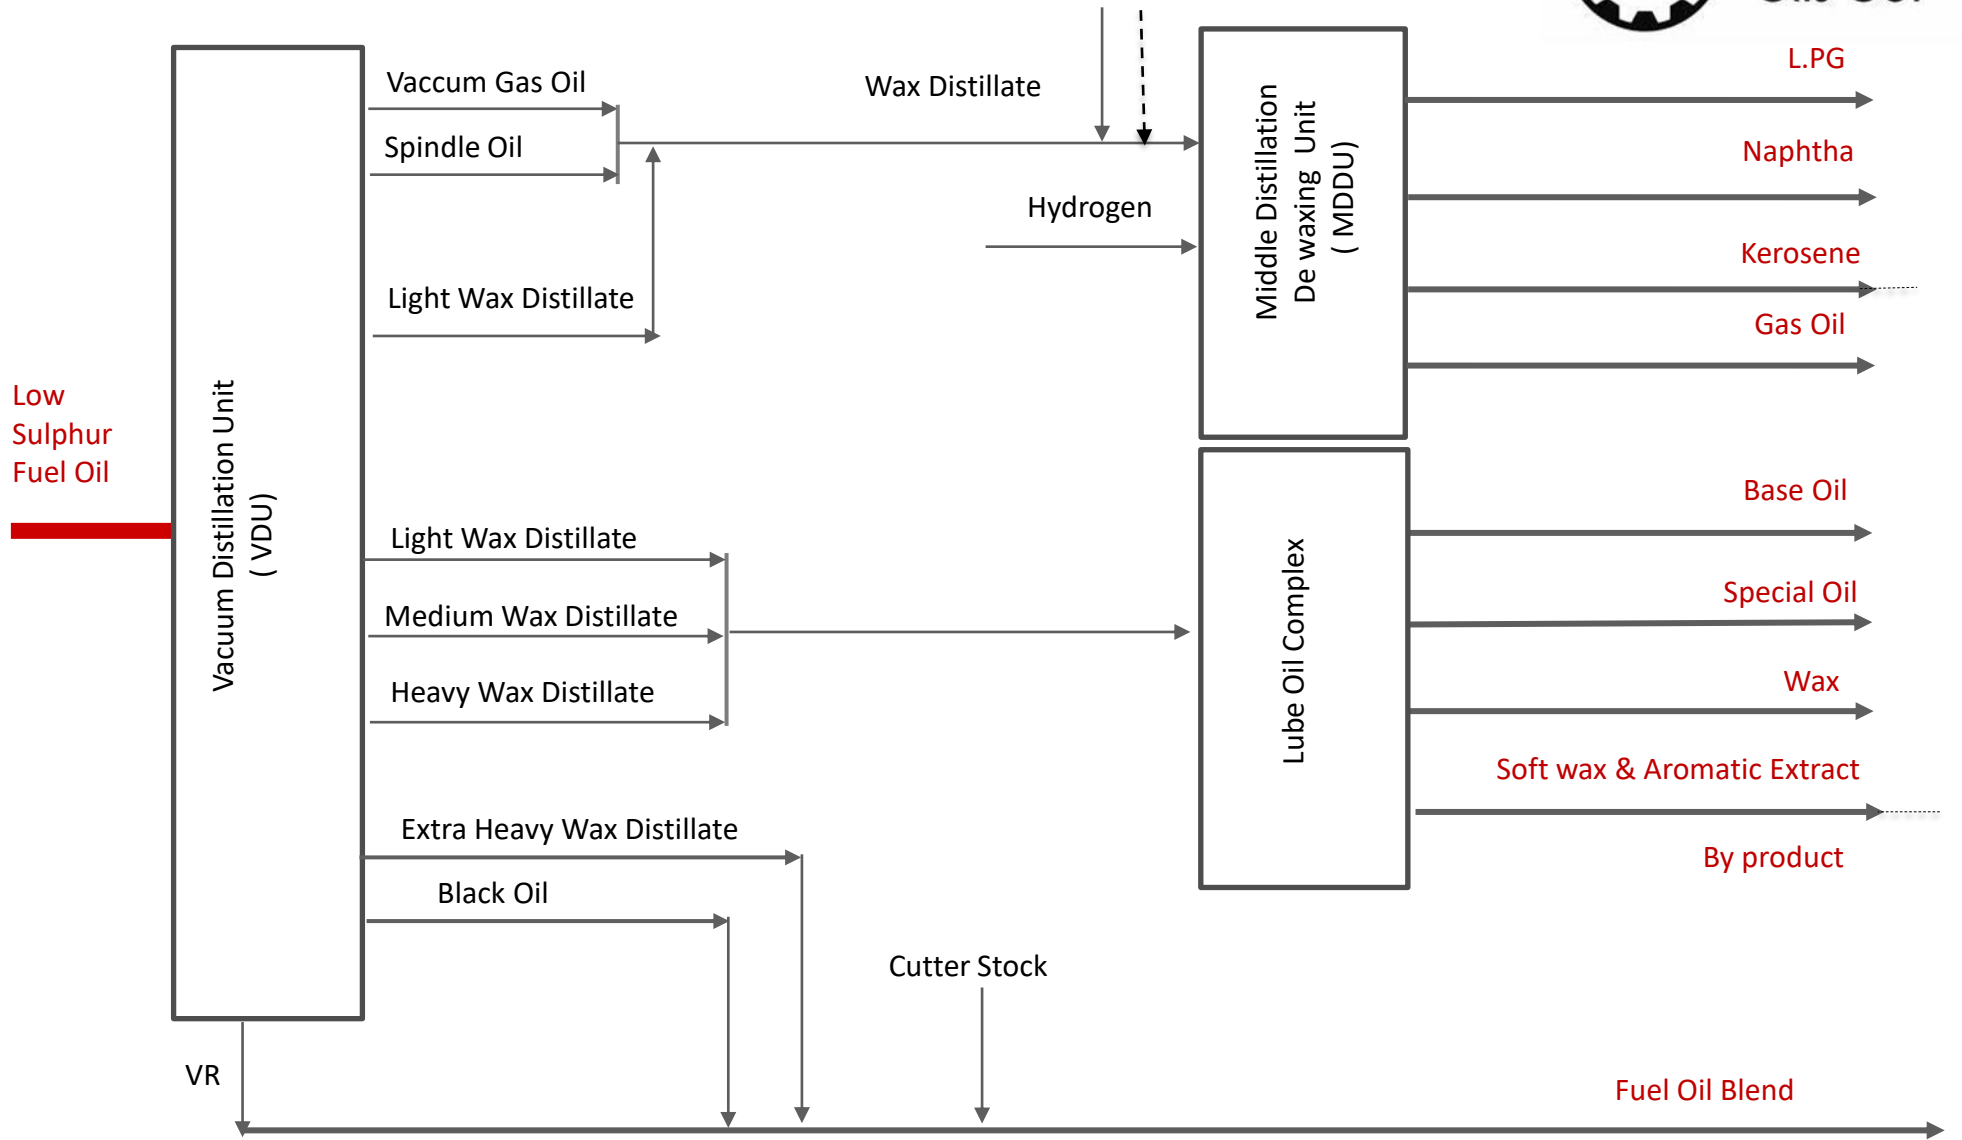 L.PG
Vaccum Gas Oil
Wax Distillate
Spindle Oil
Naphtha
Hydrogen
Middle Distillation
De waxing Unit
( MDDU)
Kerosene
Light Wax Distillate
Gas Oil
Low
Sulphur
Fuel Oil
Vacuum Distillation Unit
( VDU)
Base Oil
Light Wax Distillate
Special Oil
Medium Wax Distillate
Lube Oil Complex
Heavy Wax Distillate
Wax
Soft wax & Aromatic Extract
Extra Heavy Wax Distillate
By product
Black Oil
Cutter Stock
VR
Fuel Oil Blend